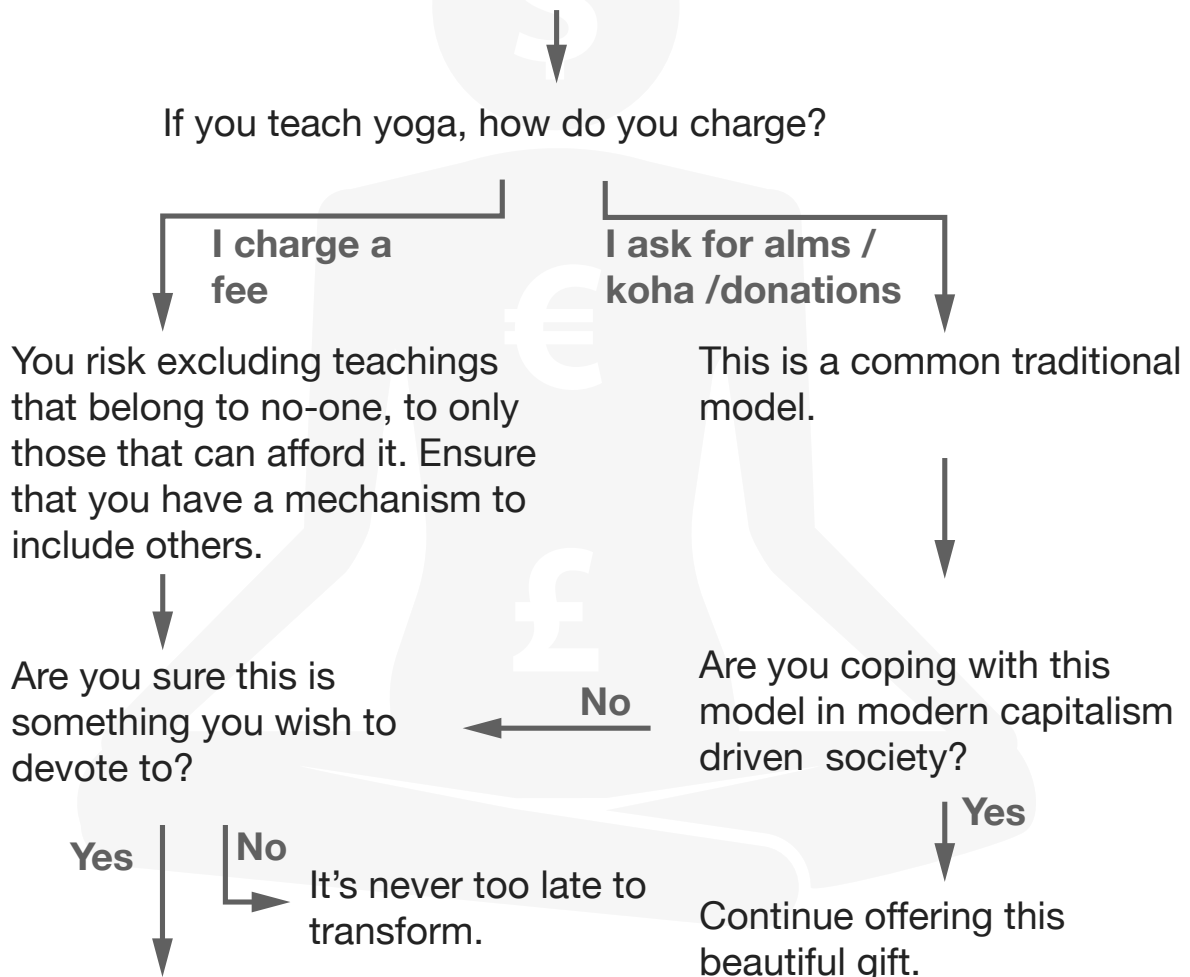 $
If you teach yoga, how do you charge?
I charge a
fee
I ask for alms /
koha /donations
€
You risk excluding teachings
that belong to no-one, to only
those that can afford it. Ensure
that you have a mechanism to
include others.
This is a common traditional
model.
£
Are you sure this is
something you wish to
devote to?
No
Are you coping with this
model in modern capitalism
driven  society?
Yes
No
It's never too late to
transform.
Yes
Continue offering this
beautiful gift.